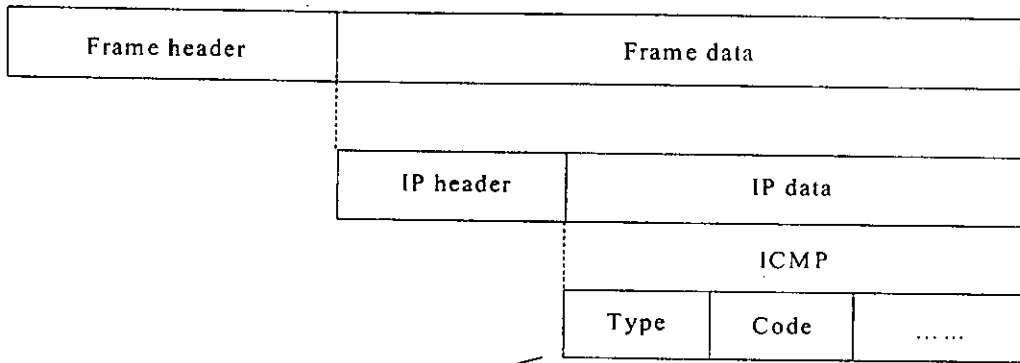 Frame header Frame data
IP header IP data
ICMP
Type Code ... ...